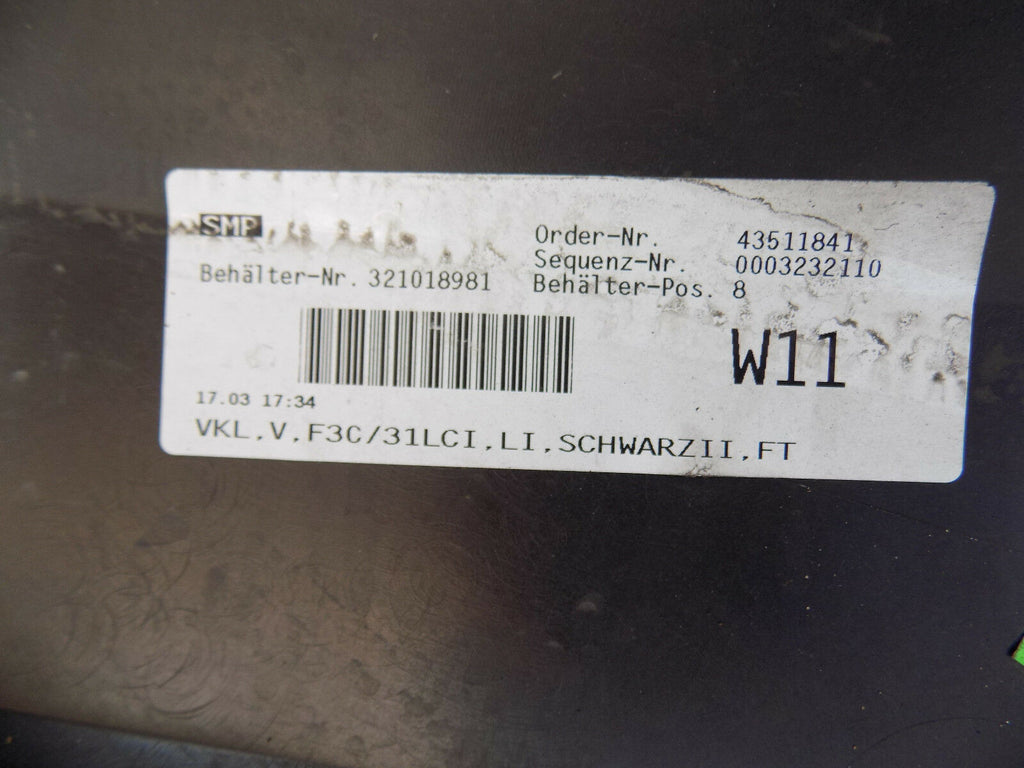 SMP
Order-Nr. 43511841
Sequenz-Nr. 0003232110
Behälter-Nr. 321018981
Behälter-Pos. 8
W11
17.03 17:34
VKL,V,F3C/31LCI,LI,SCHWARZII,FT